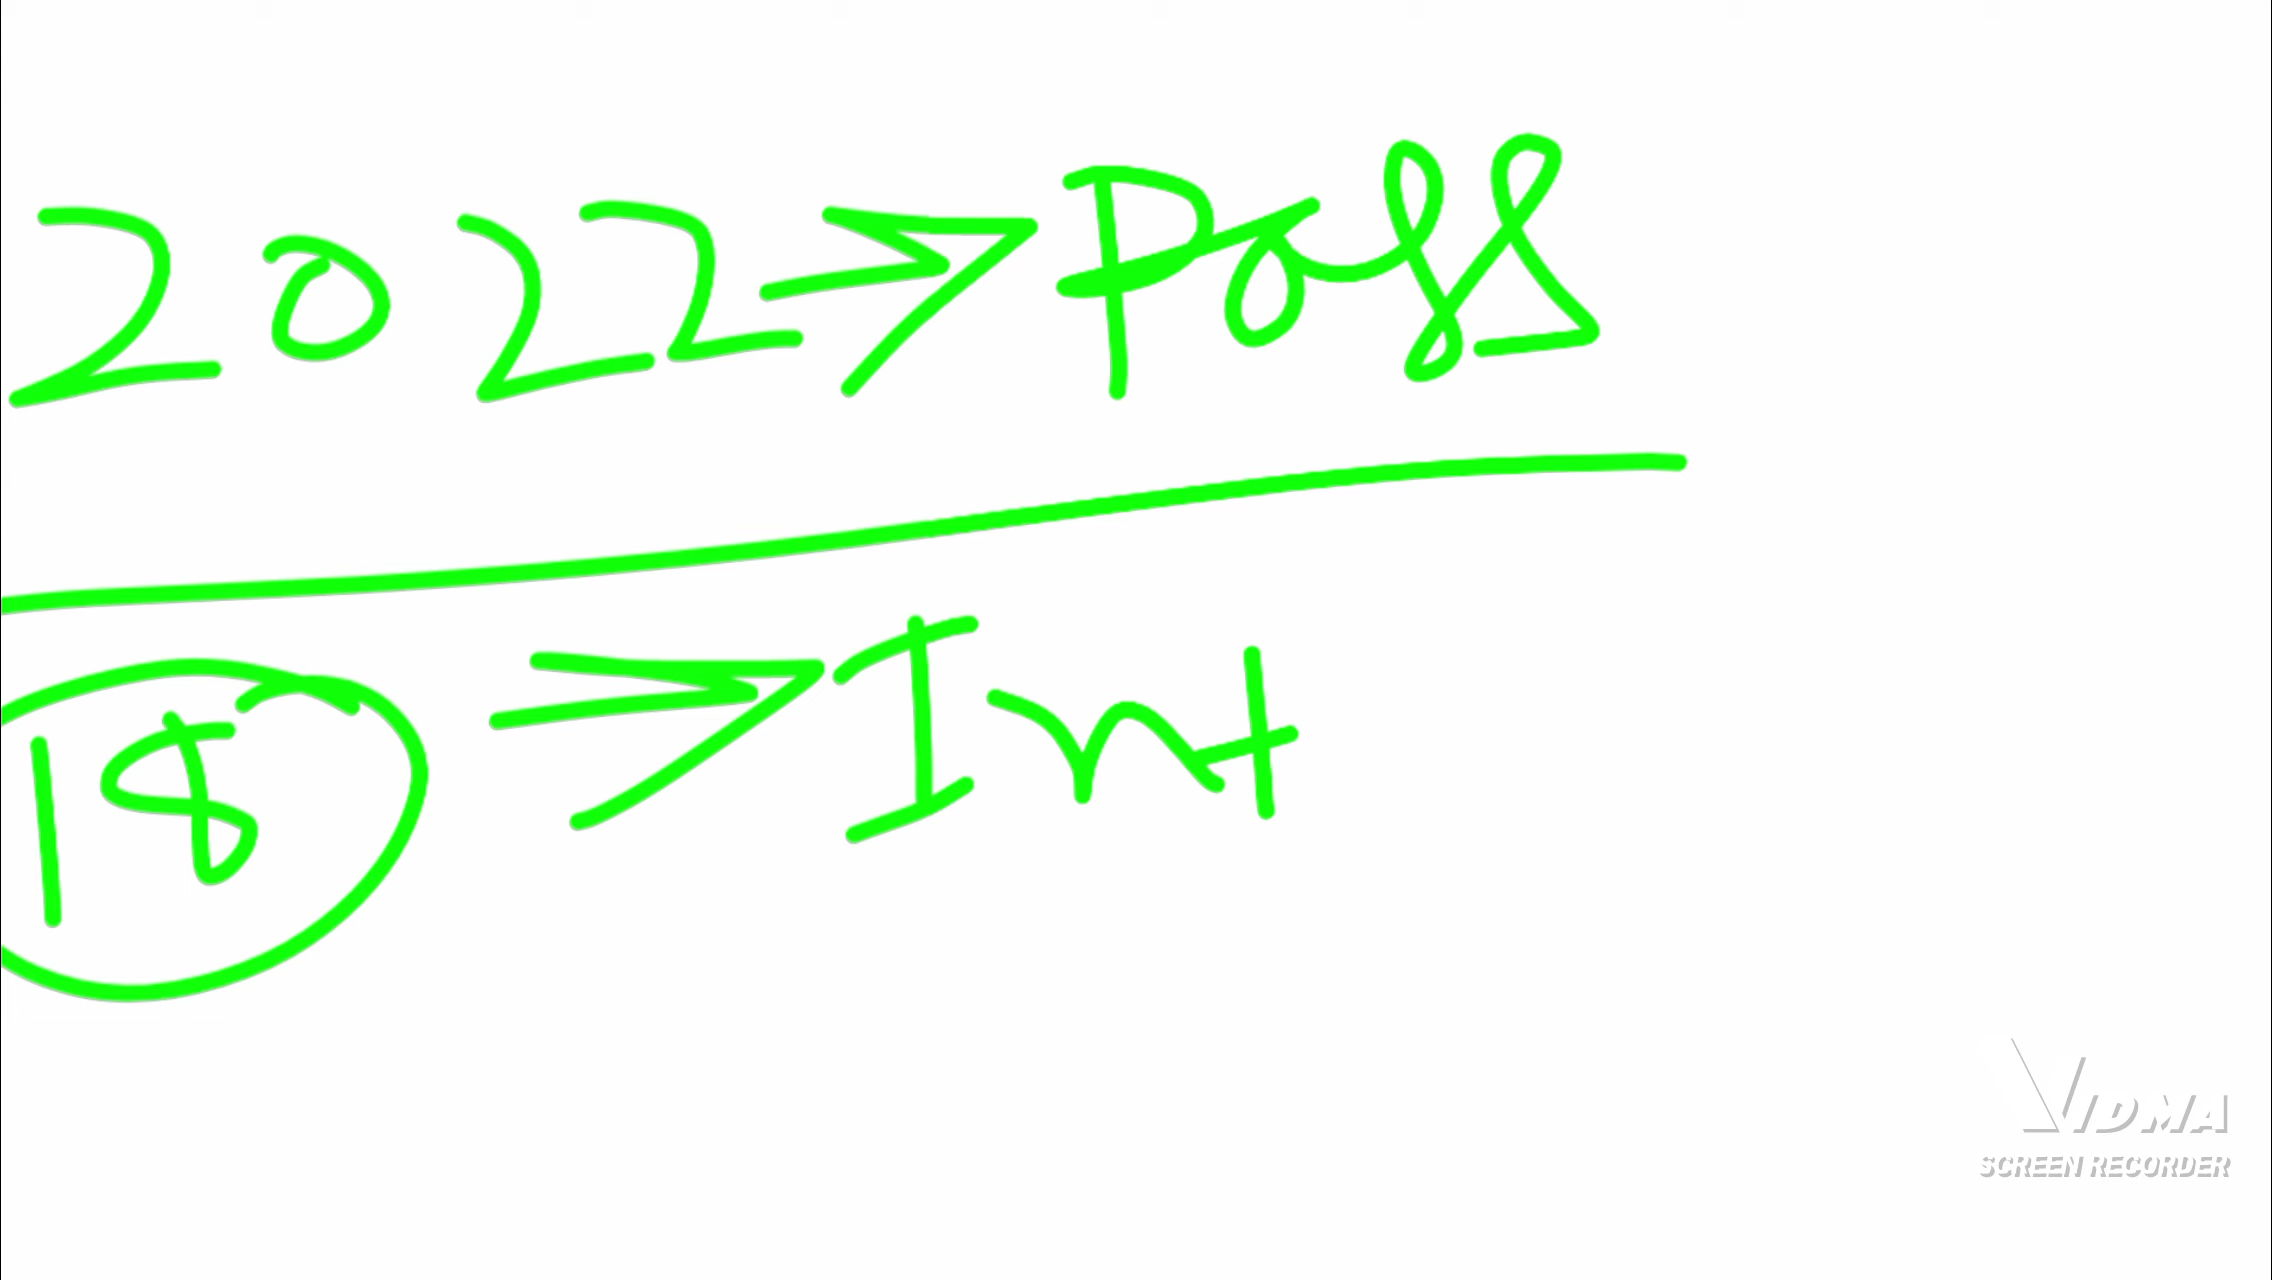 2022 → Pass
18 → Int
VIDMA
SCREEN RECORDER